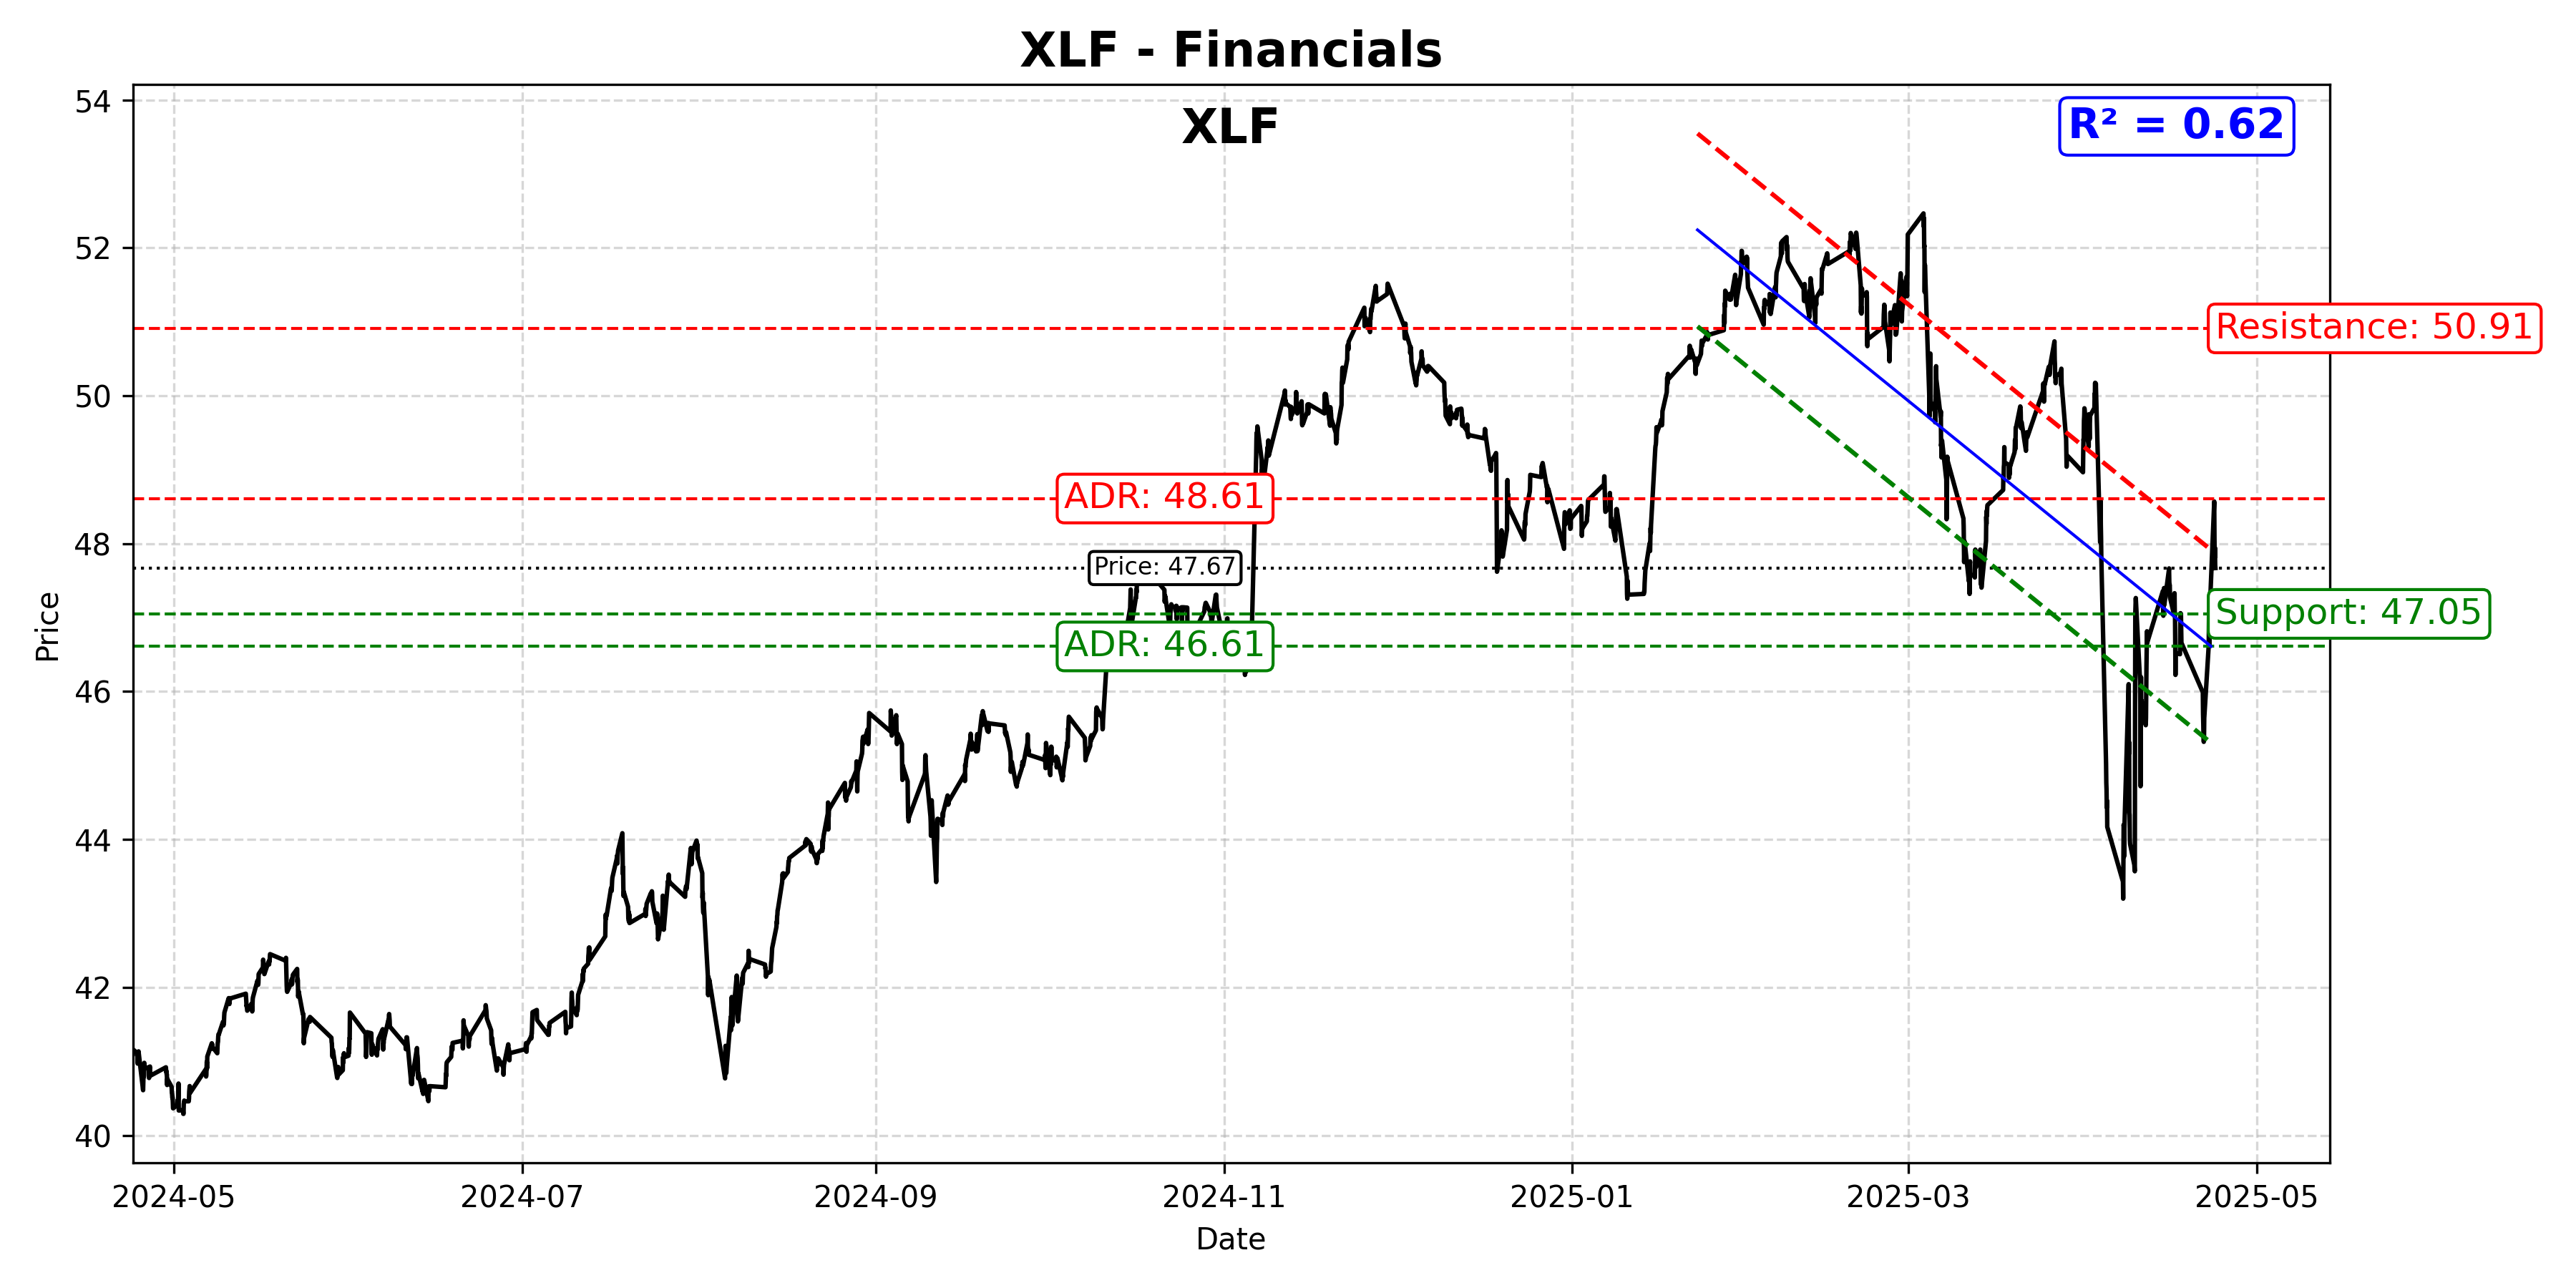 XLF - Financials
XLF
R² = 0.62
54
52
50
48
46
44
42
40
Price
Resistance: 50.91
ADR: 48.61
Price: 47.67
Support: 47.05
ADR: 46.61
2024-05
2024-07
2024-09
2024-11
2025-01
2025-03
2025-05
Date